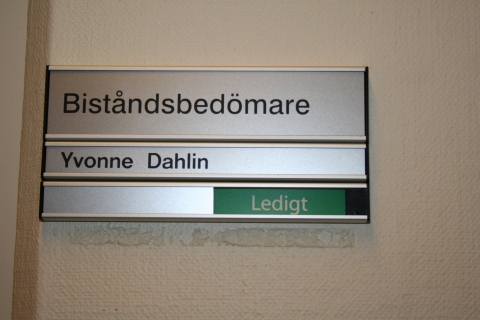 Biståndsbedömare
Yvonne Dahlin
Ledigt